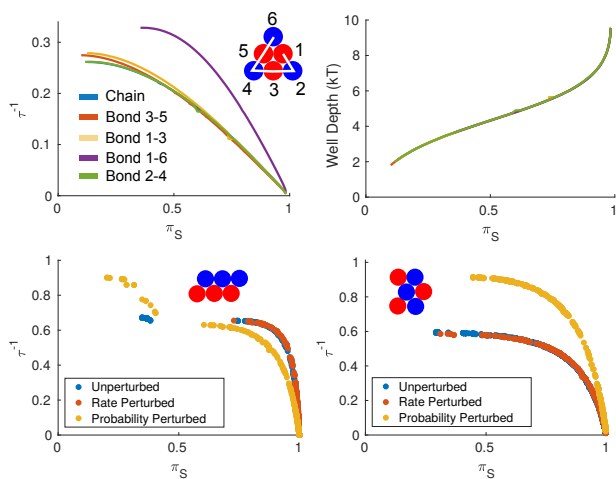 0.3
0.2
0.1
0
τ⁻¹
Chain
Bond 3-5
Bond 1-3
Bond 1-6
Bond 2-4
6
5 1
4 3 2
0 0.5 1
π_S
10
8
6
4
2
0
Well Depth (kT)
0 0.5 1
π_S
1
0.8
0.6
0.4
0.2
0
τ⁻¹
Unperturbed
Rate Perturbed
Probability Perturbed
0 0.5 1
π_S
1
0.8
0.6
0.4
0.2
0
τ⁻¹
Unperturbed
Rate Perturbed
Probability Perturbed
0 0.5 1
π_S